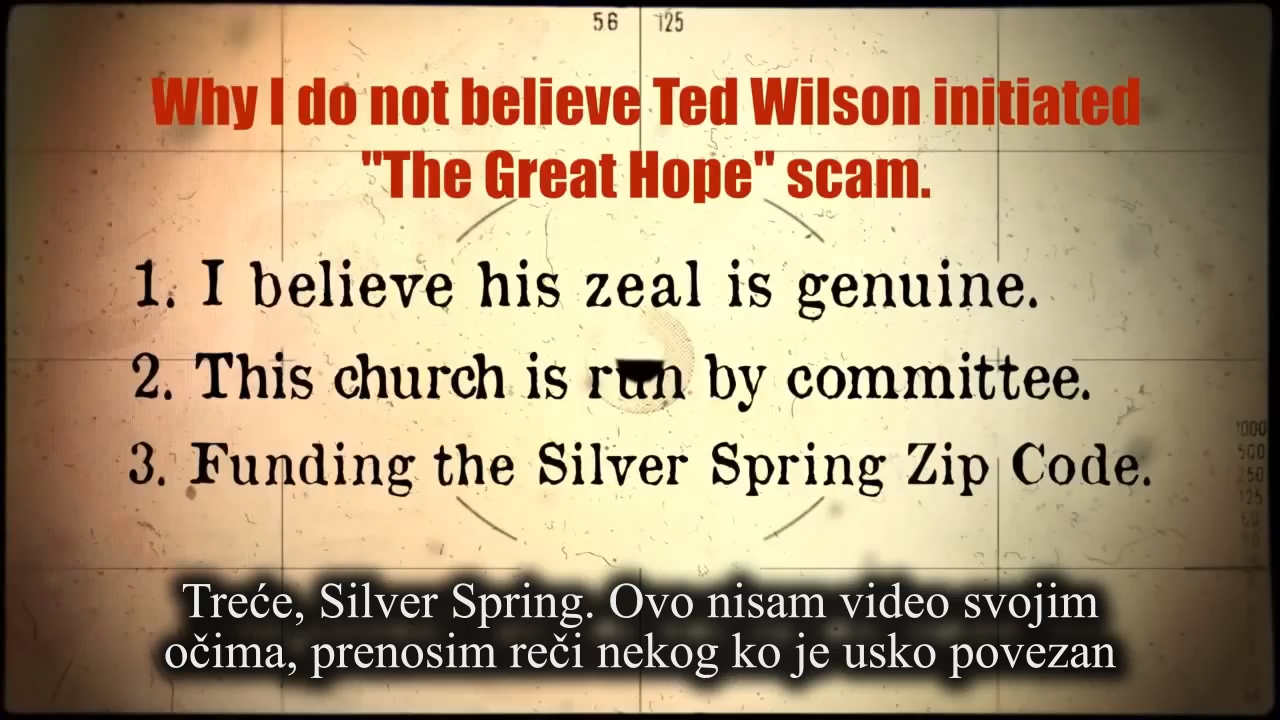 56 125
Why I do not believe Ted Wilson initiated
"The Great Hope" scam.
1. I believe his zeal is genuine.
2. This church is run by committee.
3. Funding the Silver Spring Zip Code.
1000
500
250
125
Treće, Silver Spring. Ovo nisam video svojim
očima, prenosim reči nekog ko je usko povezan